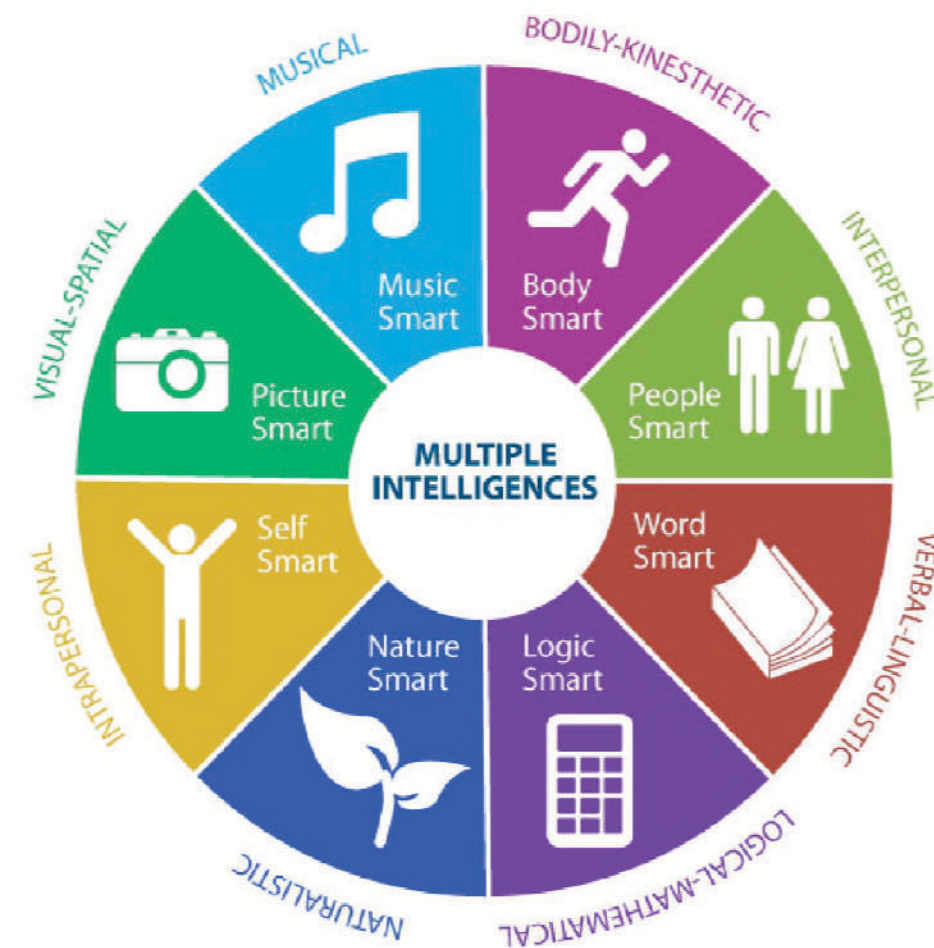 MUSICAL
BODILY-KINESTHETIC
INTERPERSONAL
VERBAL-LINGUISTIC
LOGICAL-MATHEMATICAL
NATURALISTIC
INTRAPERSONAL
VISUAL-SPATIAL
Music
Smart
Body
Smart
People
Smart
Word
Smart
Logic
Smart
Nature
Smart
Self
Smart
Picture
Smart
MULTIPLE
INTELLIGENCES